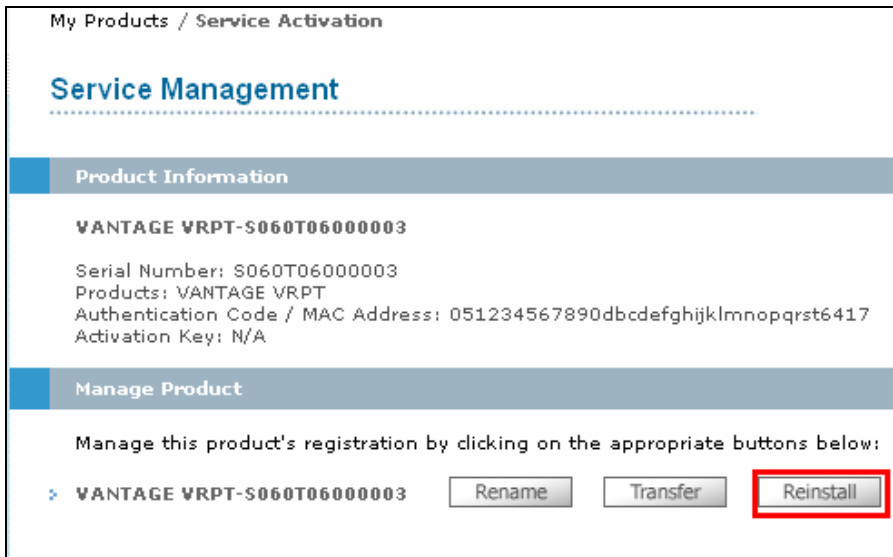 My Products / Service Activation
Service Management
Product Information
VANTAGE VRPT-S060T06000003
Serial Number: S060T06000003
Products: VANTAGE VRPT
Authentication Code / MAC Address: 051234567890dbcdefghijklmnopqrst6417
Activation Key: N/A
Manage Product
Manage this product's registration by clicking on the appropriate buttons below:
VANTAGE VRPT-S060T06000003 Rename Transfer Reinstall